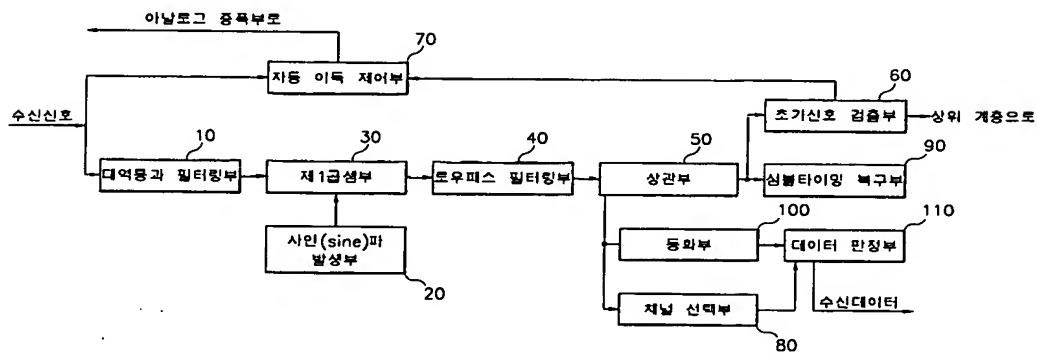 아날로그 증폭부로
70
자동 이득 제어부
60
수신신호
초기신호 검출부
상위 계층으로
10
30
40
50
90
대역통과 필터링부
제1곱셈부
로우패스 필터링부
상관부
심볼타이밍 복구부
100
110
사인(sine)파
발생부
등화부
데이터 판정부
20
수신데이터
채널 선택부
80